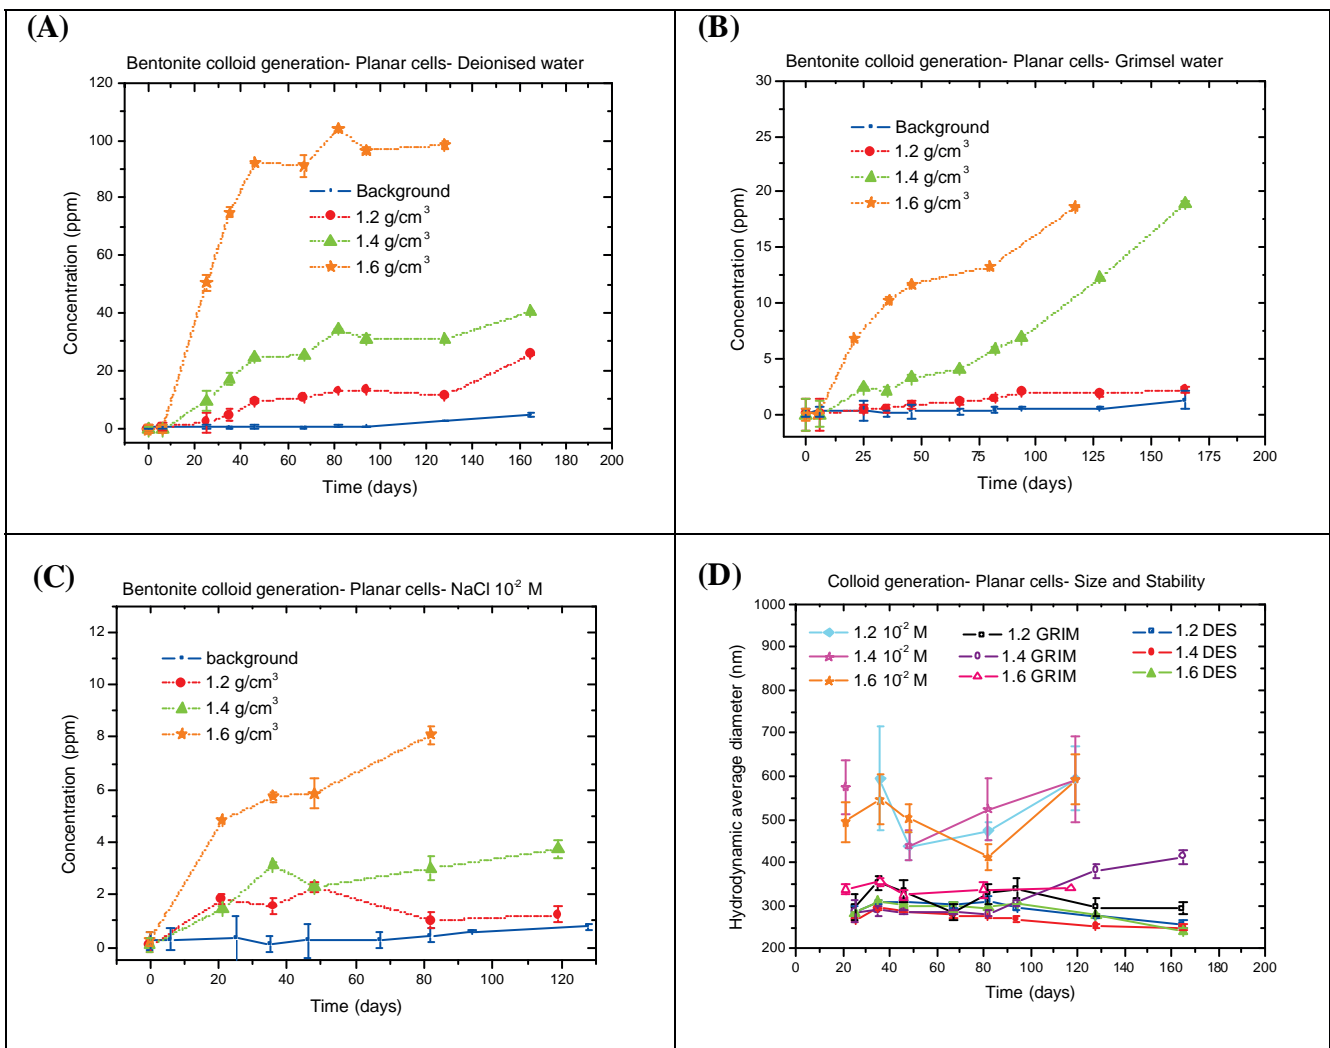 (A)
Bentonite colloid generation- Planar cells- Deionised water
120
100
80
60
40
20
0
Concentration (ppm)
Background
1.2 g/cm³
1.4 g/cm³
1.6 g/cm³
0 20 40 60 80 100 120 140 160 180 200
Time (days)
(B)
Bentonite colloid generation- Planar cells- Grimsel water
30
25
20
15
10
5
0
Concentration (ppm)
Background
1.2 g/cm³
1.4 g/cm³
1.6 g/cm³
0 25 50 75 100 125 150 175 200
Time (days)
(C)
Bentonite colloid generation- Planar cells- NaCl 10⁻² M
12
10
8
6
4
2
0
Concentration (ppm)
background
1.2 g/cm³
1.4 g/cm³
1.6 g/cm³
0 20 40 60 80 100 120
Time (days)
(D)
Colloid generation- Planar cells- Size and Stability
1000
900
800
700
600
500
400
300
200
Hydrodynamic average diameter (nm)
1.2 10⁻² M 1.2 GRIM 1.2 DES
1.4 10⁻² M 1.4 GRIM 1.4 DES
1.6 10⁻² M 1.6 GRIM 1.6 DES
0 20 40 60 80 100 120 140 160 180 200
Time (days)